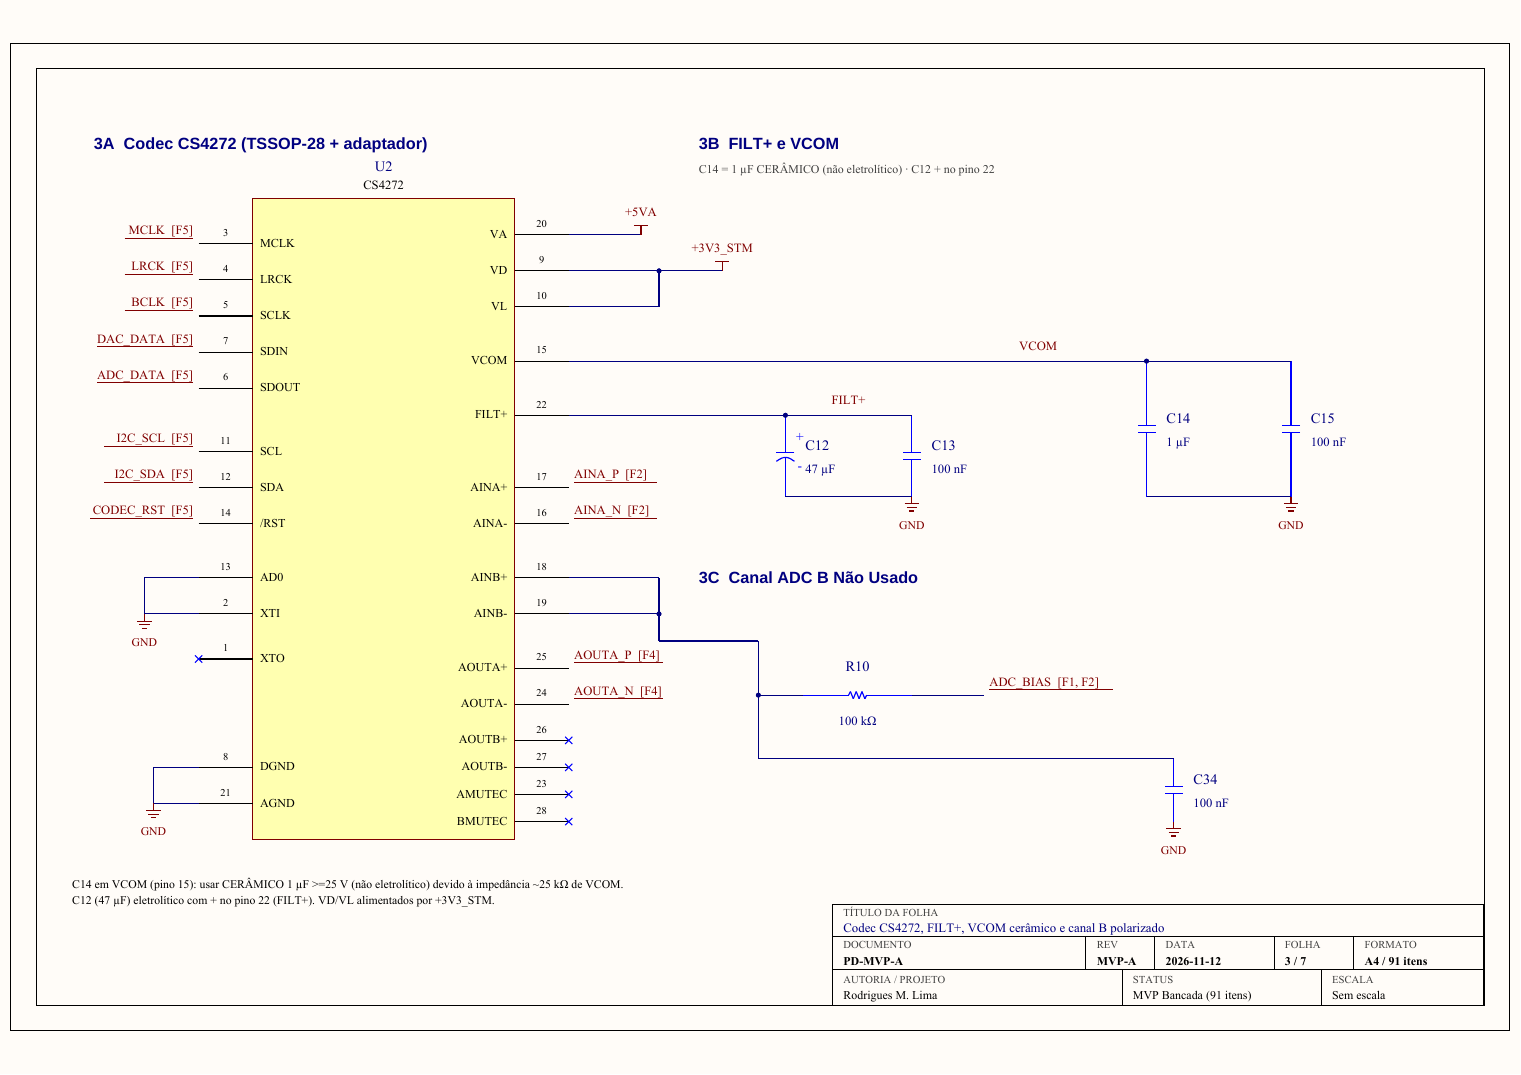 3A  Codec CS4272 (TSSOP-28 + adaptador)
U2
CS4272
MCLK [F5]
3
MCLK
LRCK [F5]
4
LRCK
BCLK [F5]
5
SCLK
DAC_DATA [F5]
7
SDIN
ADC_DATA [F5]
6
SDOUT
I2C_SCL [F5]
11
SCL
I2C_SDA [F5]
12
SDA
CODEC_RST [F5]
14
/RST
13
AD0
2
XTI
GND
1
XTO
8
DGND
21
AGND
GND
VA
20
+5VA
VD
9
+3V3_STM
VL
10
VCOM
15
VCOM
FILT+
22
FILT+
AINA+
17
AINA_P [F2]
AINA-
16
AINA_N [F2]
AINB+
18
AINB-
19
AOUTA+
25
AOUTA_P [F4]
AOUTA-
24
AOUTA_N [F4]
AOUTB+
26
AOUTB-
27
AMUTEC
23
BMUTEC
28
3B  FILT+ e VCOM
C14 = 1 µF CERÂMICO (não eletrolítico) · C12 + no pino 22
+
C12
- 47 µF
C13
100 nF
GND
C14
1 µF
C15
100 nF
GND
3C  Canal ADC B Não Usado
R10
100 kΩ
ADC_BIAS [F1, F2]
C34
100 nF
GND
C14 em VCOM (pino 15): usar CERÂMICO 1 µF >=25 V (não eletrolítico) devido à impedância ~25 kΩ de VCOM.
C12 (47 µF) eletrolítico com + no pino 22 (FILT+). VD/VL alimentados por +3V3_STM.
TÍTULO DA FOLHA
Codec CS4272, FILT+, VCOM cerâmico e canal B polarizado
DOCUMENTO
PD-MVP-A
REV
MVP-A
DATA
2026-11-12
FOLHA
3 / 7
FORMATO
A4 / 91 itens
AUTORIA / PROJETO
Rodrigues M. Lima
STATUS
MVP Bancada (91 itens)
ESCALA
Sem escala